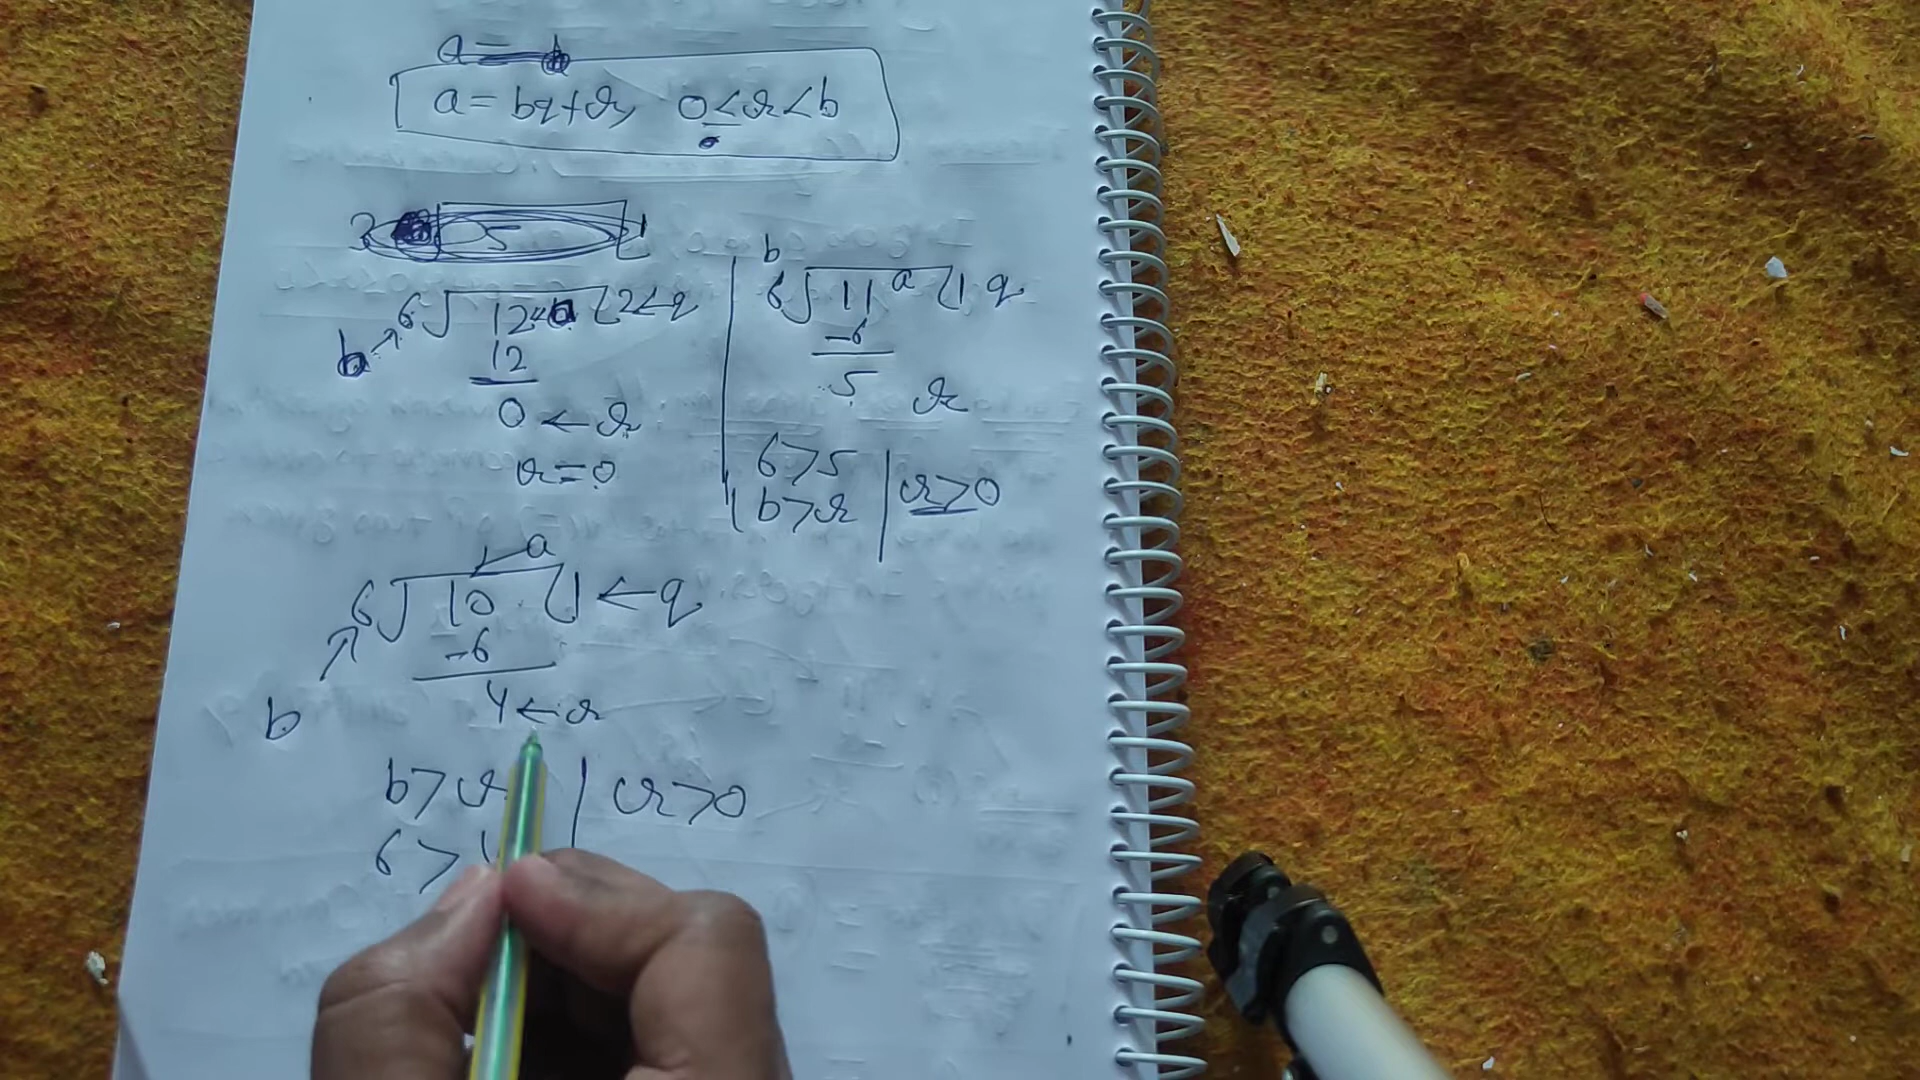 a =
a = bq + r, 0 ≤ r < b
5
6 12 2 ← q
b → 12
0 ← r
r = 0
b
6 11 a 1 q
-6
5 r
6 > 5
b > r r > 0
a
6 10 1 ← q
-6
b 4 ← r
b > r r > 0
6 >